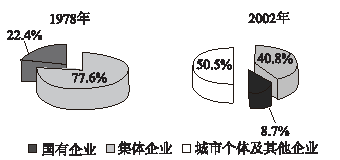 1978年 2002年
22.4%
77.6%
50.5% 40.8%
8.7%
国有企业 集体企业 城市个体及其他企业